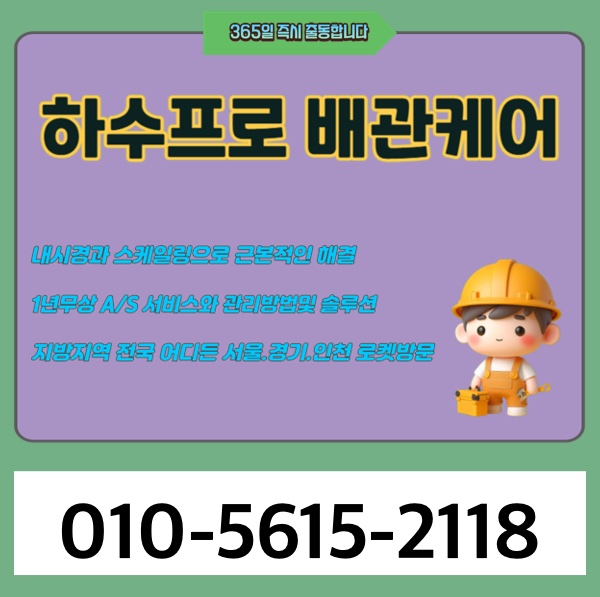 365일 즉시 출동합니다
하수프로 배관케어
내시경과 스케일링으로 근본적인 해결
1년무상 A/S 서비스와 관리방법및 솔루션
지방지역 전국 어디든 서울.경기.인천 로켓방문
010-5615-2118